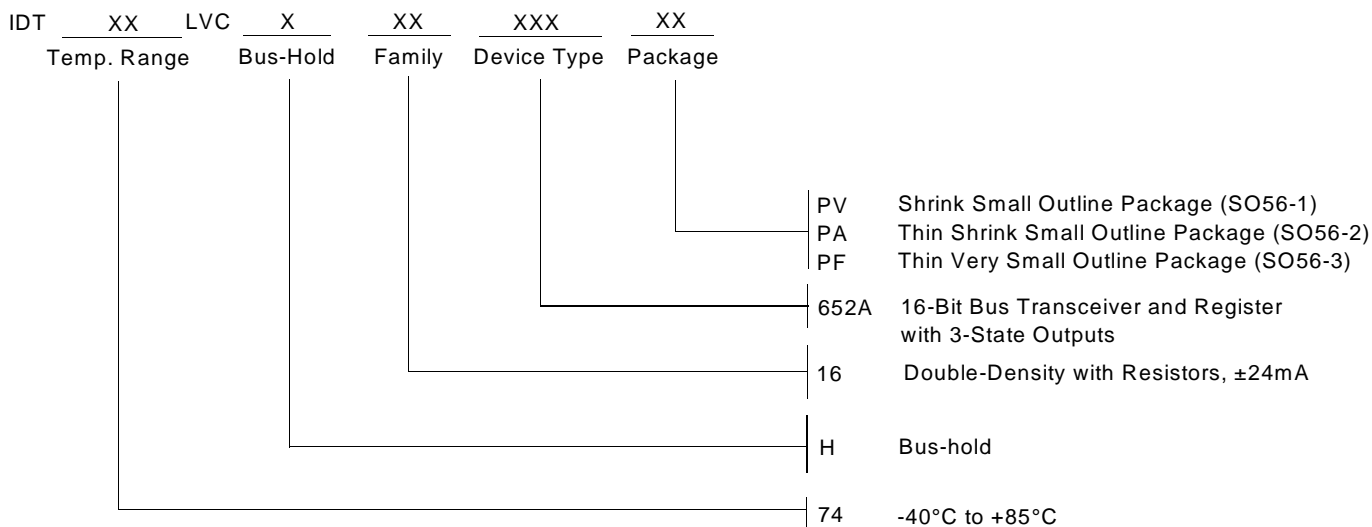 IDT XX LVC X XX XXX XX
Temp. Range Bus-Hold Family Device Type Package
PV Shrink Small Outline Package (SO56-1)
PA Thin Shrink Small Outline Package (SO56-2)
PF Thin Very Small Outline Package (SO56-3)
652A 16-Bit Bus Transceiver and Register
with 3-State Outputs
16 Double-Density with Resistors, ±24mA
H Bus-hold
74 -40°C to +85°C